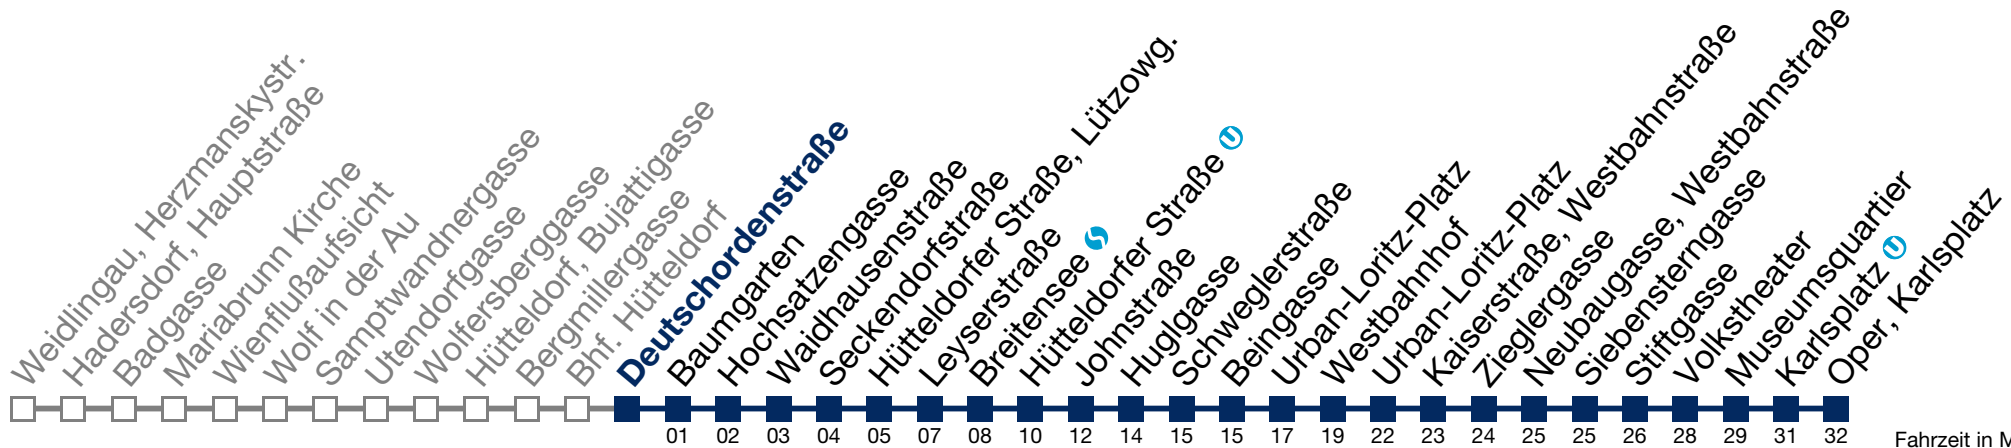 Weidlingau, Herzmanskystr.
Hadersdorf, Hauptstraße
Badgasse
Mariabrunn Kirche
Wienflußaufsicht
Wolf in der Au
Samptwandnergasse
Utendorfgasse
Wolfersberggasse
Hütteldorf, Bujattigasse
Bergmillergasse
Bhf. Hütteldorf
Deutschordenstraße
Baumgarten
Hochsatzengasse
Waidhausenstraße
Seckendorfstraße
Hütteldorfer Straße, Lützowg.
Leyserstraße
Breitensee
Hütteldorfer Straße U
Johnstraße
Huglgasse
Schweglerstraße
Beingasse
Urban-Loritz-Platz
Westbahnhof
Urban-Loritz-Platz
Kaiserstraße, Westbahnstraße
Zieglergasse
Neubaugasse, Westbahnstraße
Siebensterngasse
Stiftgasse
Volkstheater
Museumsquartier
Karlsplatz U
Oper, Karlsplatz
01 02 03 04 05 07 08 10 12 14 15 15 17 19 22 23 24 25 25 26 28 29 31 32 Fahrzeit in M